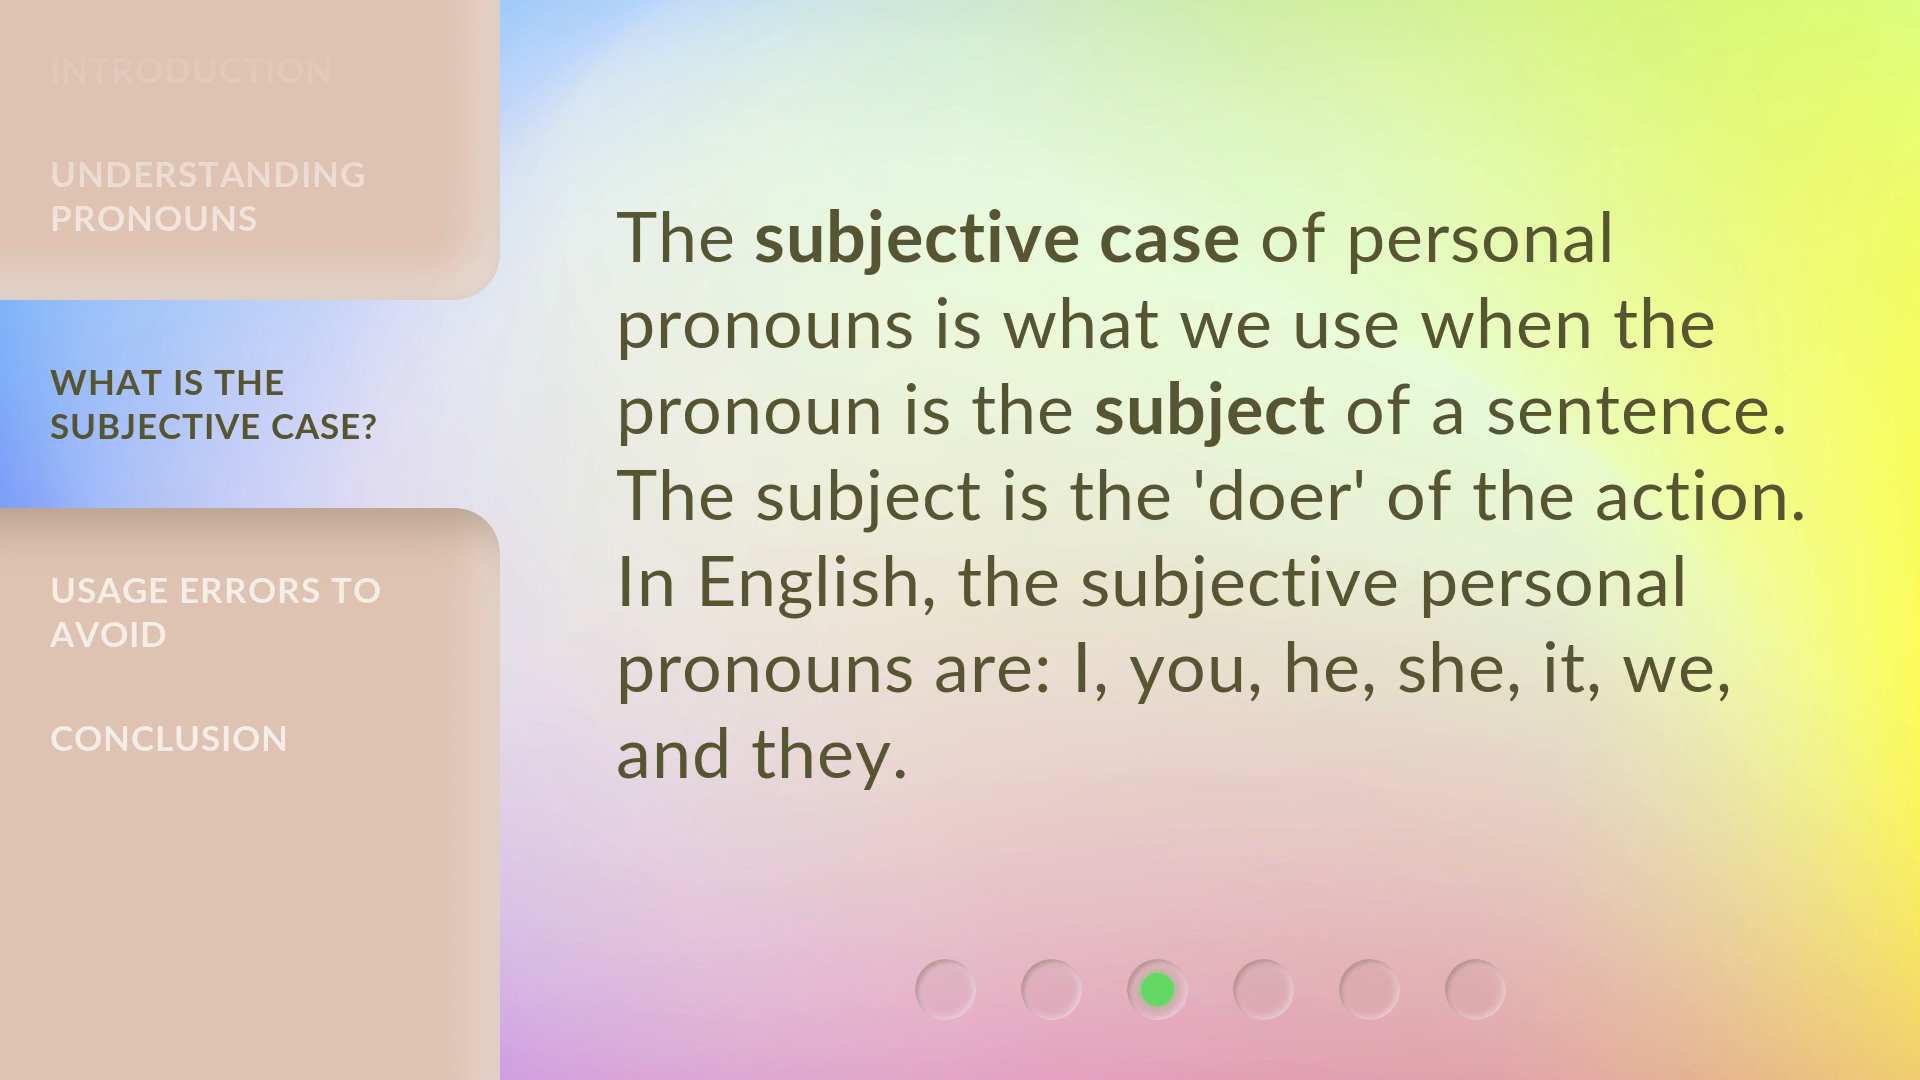 INTRODUCTION
UNDERSTANDING
PRONOUNS
WHAT IS THE
SUBJECTIVE CASE?
USAGE ERRORS TO
AVOID
CONCLUSION
The subjective case of personal
pronouns is what we use when the
pronoun is the subject of a sentence.
The subject is the 'doer' of the action.
In English, the subjective personal
pronouns are: I, you, he, she, it, we,
and they.